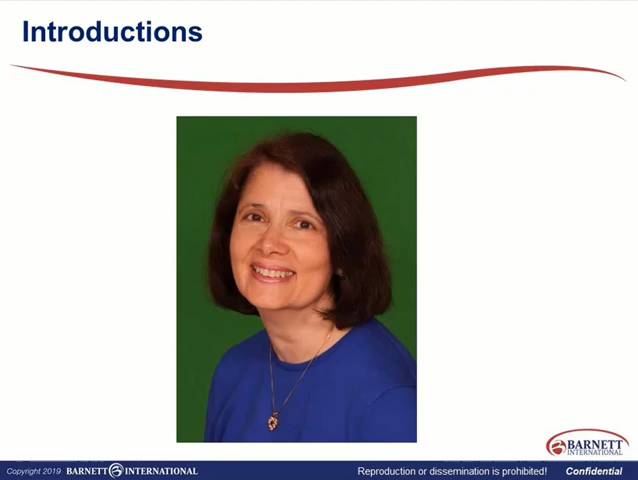 Introductions
BARNETT
INTERNATIONAL
Copyright 2019 BARNETT INTERNATIONAL Reproduction or dissemination is prohibited! Confidential